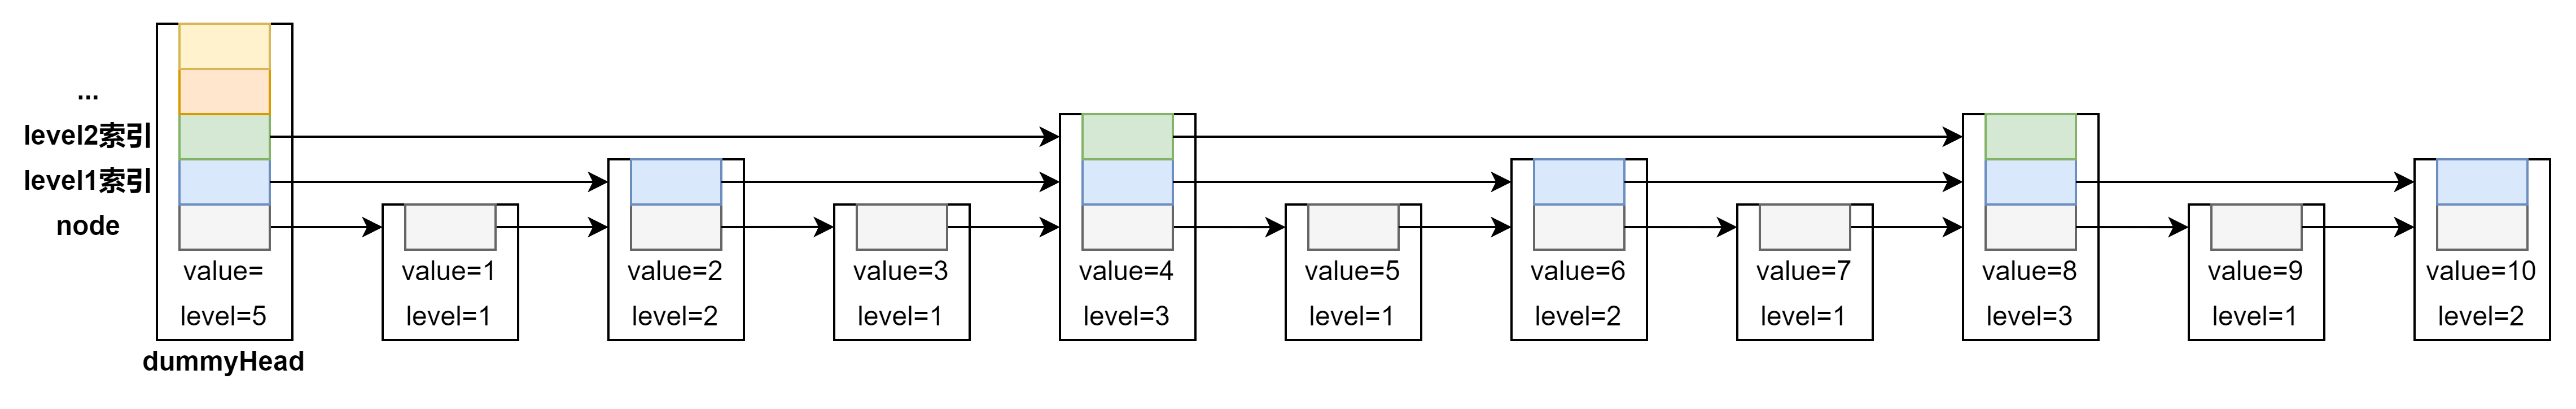 ...
level2索引
level1索引
node
value=
level=5
dummyHead
value=1
level=1
value=2
level=2
value=3
level=1
value=4
level=3
value=5
level=1
value=6
level=2
value=7
level=1
value=8
level=3
value=9
level=1
value=10
level=2